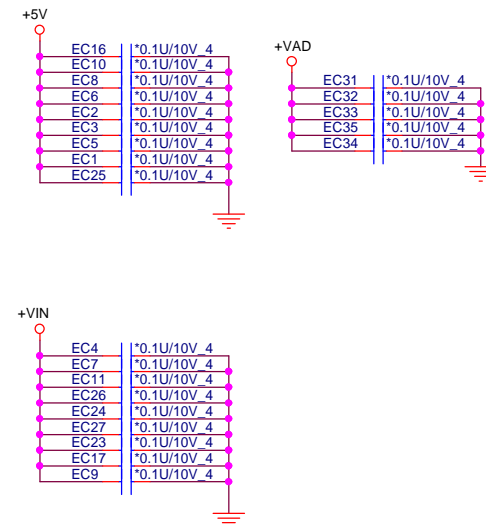 +5V
EC16 *0.1U/10V_4
EC10 *0.1U/10V_4
EC8 *0.1U/10V_4
EC6 *0.1U/10V_4
EC2 *0.1U/10V_4
EC3 *0.1U/10V_4
EC5 *0.1U/10V_4
EC1 *0.1U/10V_4
EC25 *0.1U/10V_4
+VAD
EC31 *0.1U/10V_4
EC32 *0.1U/10V_4
EC33 *0.1U/10V_4
EC35 *0.1U/10V_4
EC34 *0.1U/10V_4
+VIN
EC4 *0.1U/10V_4
EC7 *0.1U/10V_4
EC11 *0.1U/10V_4
EC26 *0.1U/10V_4
EC24 *0.1U/10V_4
EC27 *0.1U/10V_4
EC23 *0.1U/10V_4
EC17 *0.1U/10V_4
EC9 *0.1U/10V_4